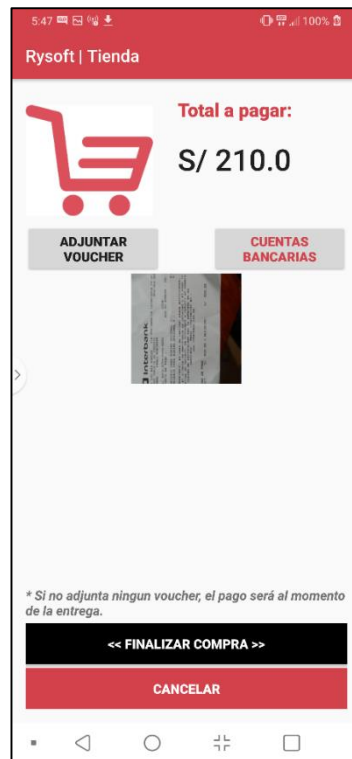 5:47
100%
Rysoft | Tienda
Total a pagar:
S/ 210.0
ADJUNTAR
VOUCHER
CUENTAS
BANCARIAS
Interbank
* Si no adjunta ningun voucher, el pago será al momento
de la entrega.
<< FINALIZAR COMPRA >>
CANCELAR